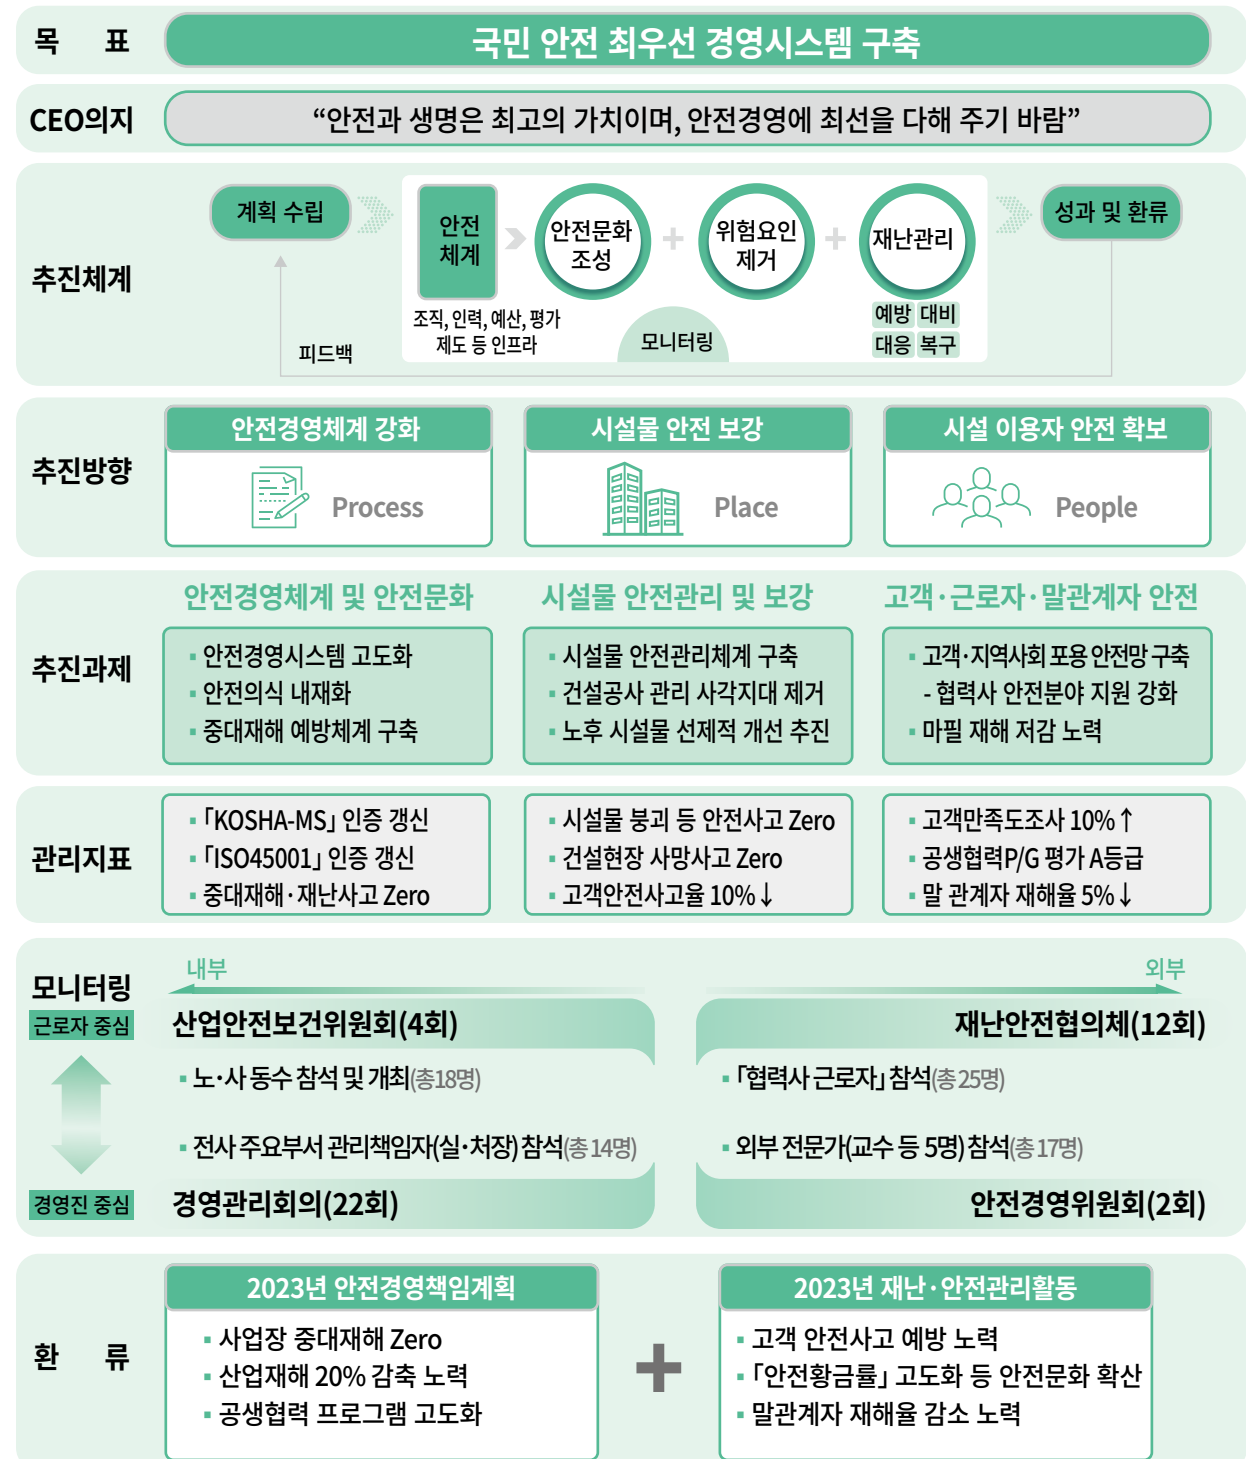 목 표
국민 안전 최우선 경영시스템 구축
CEO의지
“안전과 생명은 최고의 가치이며, 안전경영에 최선을 다해 주기 바람”
추진체계
계획 수립
안전
체계
안전문화
조성
위험요인
제거
재난관리
성과 및 환류
조직, 인력, 예산, 평가
제도 등 인프라
모니터링
예방 대비
대응 복구
피드백
추진방향
안전경영체계 강화
Process
시설물 안전 보강
Place
시설 이용자 안전 확보
People
추진과제
안전경영체계 및 안전문화
▪ 안전경영시스템 고도화
▪ 안전의식 내재화
▪ 중대재해 예방체계 구축
시설물 안전관리 및 보강
▪ 시설물 안전관리체계 구축
▪ 건설공사 관리 사각지대 제거
▪ 노후 시설물 선제적 개선 추진
고객·근로자·말관계자 안전
▪ 고객·지역사회 포용 안전망 구축
- 협력사 안전분야 지원 강화
▪ 마필 재해 저감 노력
관리지표
▪ 「KOSHA-MS」 인증 갱신
▪ 「ISO45001」 인증 갱신
▪ 중대재해·재난사고 Zero
▪ 시설물 붕괴 등 안전사고 Zero
▪ 건설현장 사망사고 Zero
▪ 고객안전사고율 10%↓
▪ 고객만족도조사 10%↑
▪ 공생협력P/G 평가 A등급
▪ 말 관계자 재해율 5%↓
모니터링
근로자 중심
경영진 중심
내부
외부
산업안전보건위원회(4회)
▪ 노·사 동수 참석 및 개최(총18명)
▪ 전사 주요부서 관리책임자(실·처장) 참석(총 14명)
경영관리회의(22회)
재난안전협의체(12회)
▪ 「협력사 근로자」 참석(총 25명)
▪ 외부 전문가(교수 등 5명) 참석(총 17명)
안전경영위원회(2회)
환 류
2023년 안전경영책임계획
▪ 사업장 중대재해 Zero
▪ 산업재해 20% 감축 노력
▪ 공생협력 프로그램 고도화
2023년 재난·안전관리활동
▪ 고객 안전사고 예방 노력
▪ 「안전황금률」 고도화 등 안전문화 확산
▪ 말관계자 재해율 감소 노력